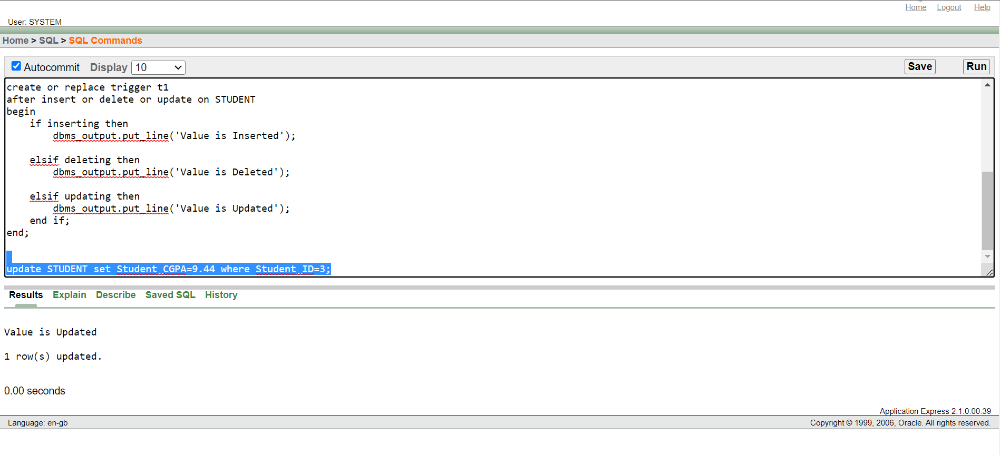 Home Logout Help
User: SYSTEM
Home > SQL > SQL Commands
Autocommit Display 10 Save Run
create or replace trigger t1
after insert or delete or update on STUDENT
begin
    if inserting then
        dbms_output.put_line('Value is Inserted');
    elsif deleting then
        dbms_output.put_line('Value is Deleted');
    elsif updating then
        dbms_output.put_line('Value is Updated');
    end if;
end;
update STUDENT set Student_CGPA=9.44 where Student_ID=3;
Results Explain Describe Saved SQL History
Value is Updated
1 row(s) updated.
0.00 seconds
Application Express 2.1.0.00.39
Language: en-gb Copyright © 1999, 2006, Oracle. All rights reserved.